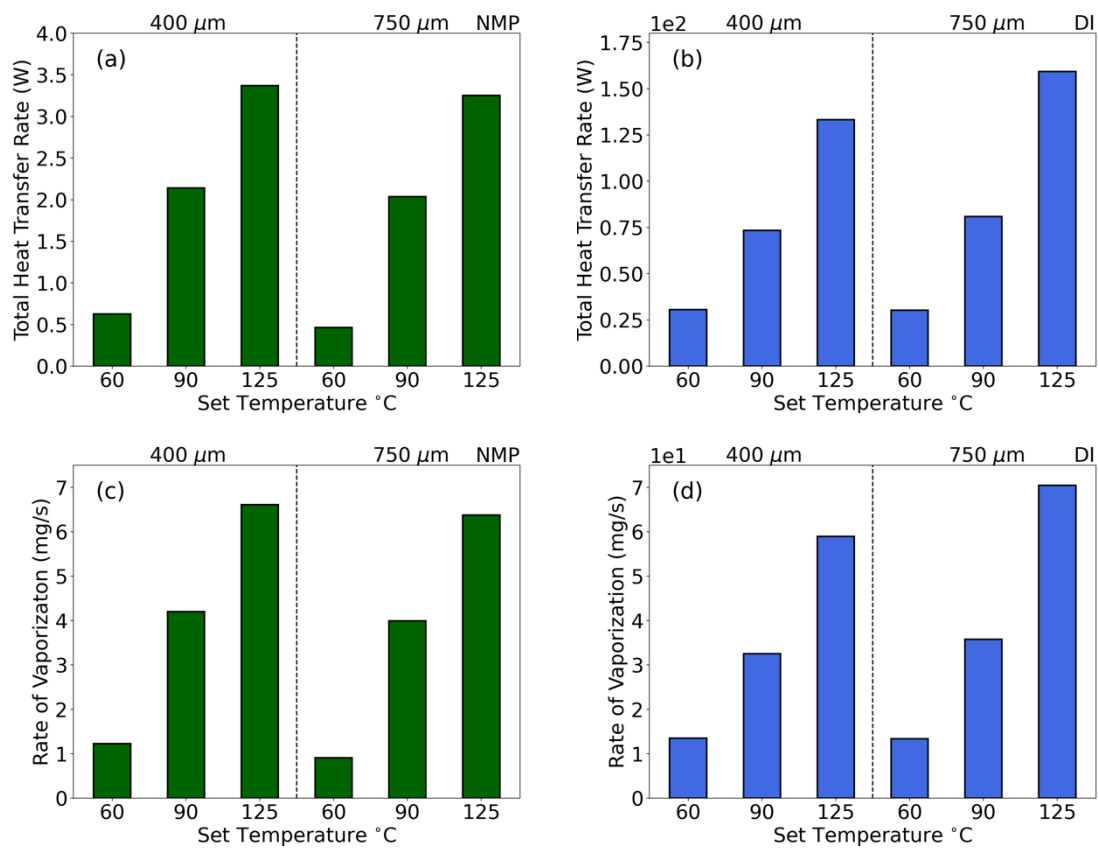 400 μm 750 μm NMP
(a)
Total Heat Transfer Rate (W)
4.0
3.5
3.0
2.5
2.0
1.5
1.0
0.5
0.0
60 90 125 60 90 125
Set Temperature °C
1e2 400 μm 750 μm DI
(b)
Total Heat Transfer Rate (W)
1.75
1.50
1.25
1.00
0.75
0.50
0.25
0.00
60 90 125 60 90 125
Set Temperature °C
400 μm 750 μm NMP
(c)
Rate of Vaporization (mg/s)
7
6
5
4
3
2
1
0
60 90 125 60 90 125
Set Temperature °C
1e1 400 μm 750 μm DI
(d)
Rate of Vaporization (mg/s)
7
6
5
4
3
2
1
0
60 90 125 60 90 125
Set Temperature °C